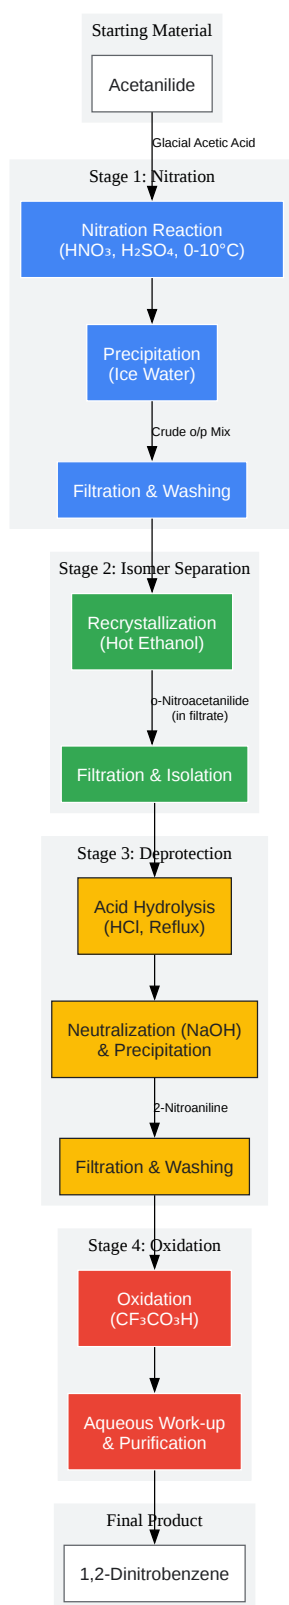 Starting Material
Acetanilide
Glacial Acetic Acid
Stage 1: Nitration
Nitration Reaction
(HNO₃, H₂SO₄, 0-10°C)
Precipitation
(Ice Water)
Crude o/p Mix
Filtration & Washing
Stage 2: Isomer Separation
Recrystallization
(Hot Ethanol)
o-Nitroacetanilide
(in filtrate)
Filtration & Isolation
Stage 3: Deprotection
Acid Hydrolysis
(HCl, Reflux)
Neutralization (NaOH)
& Precipitation
2-Nitroaniline
Filtration & Washing
Stage 4: Oxidation
Oxidation
(CF₃CO₃H)
Aqueous Work-up
& Purification
Final Product
1,2-Dinitrobenzene